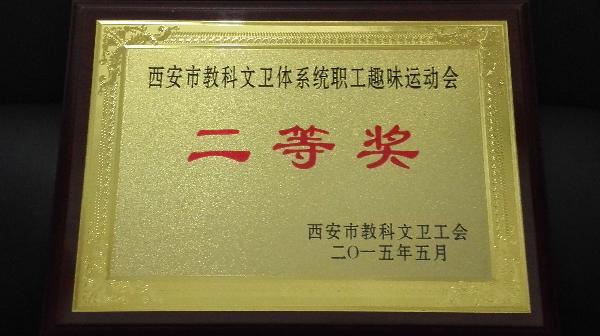 西安市教科文卫体系统职工趣味运动会
二等奖
西安市教科文卫工会
二〇一五年五月